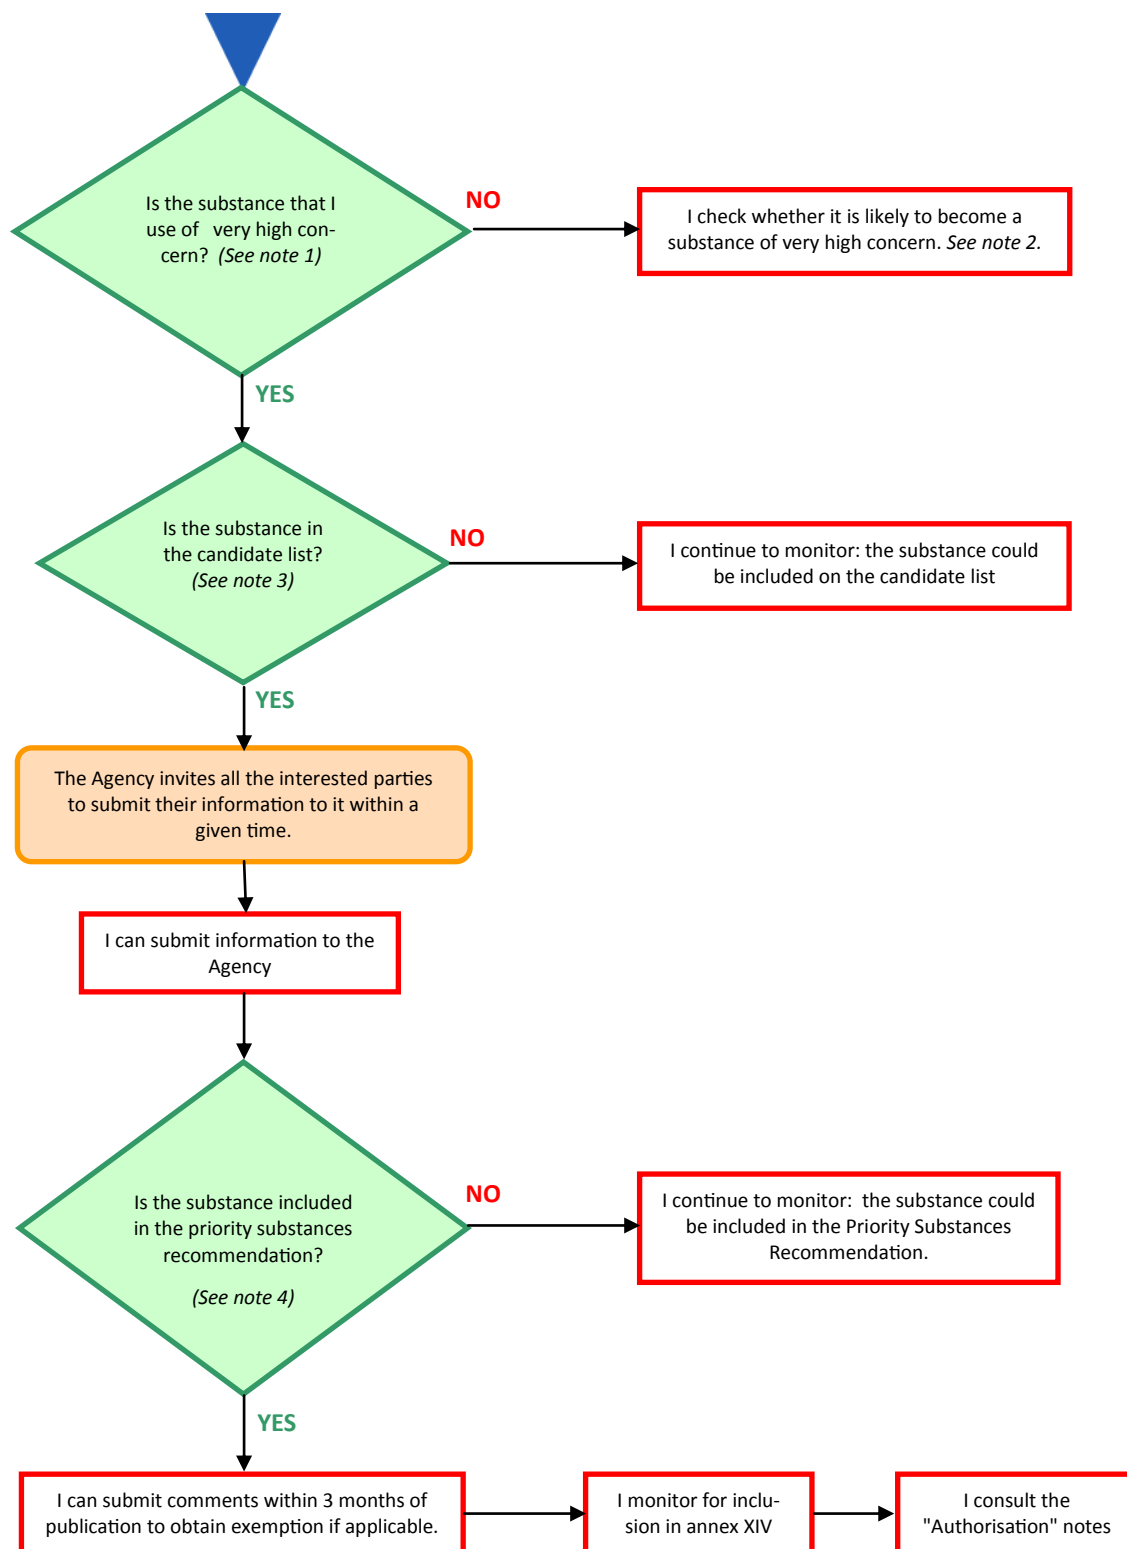 Is the substance that I
use of very high con-
cern? (See note 1)
NO
I check whether it is likely to become a
substance of very high concern. See note 2.
YES
Is the substance in
the candidate list?
(See note 3)
NO
I continue to monitor: the substance could
be included on the candidate list
YES
The Agency invites all the interested parties
to submit their information to it within a
given time.
I can submit information to the
Agency
Is the substance included
in the priority substances
recommendation?
(See note 4)
NO
I continue to monitor: the substance could
be included in the Priority Substances
Recommendation.
YES
I can submit comments within 3 months of
publication to obtain exemption if applicable.
I monitor for inclu-
sion in annex XIV
I consult the
"Authorisation" notes